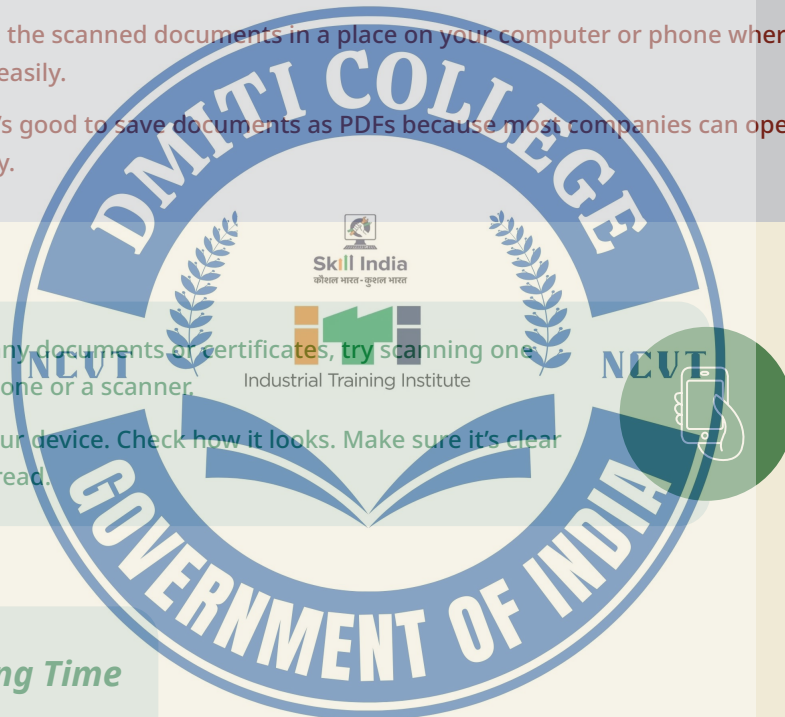 the scanned documents in a place on your computer or phone wher
easily.
's good to save documents as PDFs because most companies can ope
y.
DMITI COLLEGE
Skill India
कौशल भारत-कुशल भारत
iti
Industrial Training Institute
NCVT
NCVT
ny documents or certificates, try scanning one
one or a scanner.
ur device. Check how it looks. Make sure it's clear
read.
GOVERNMENT OF INDIA
ng Time